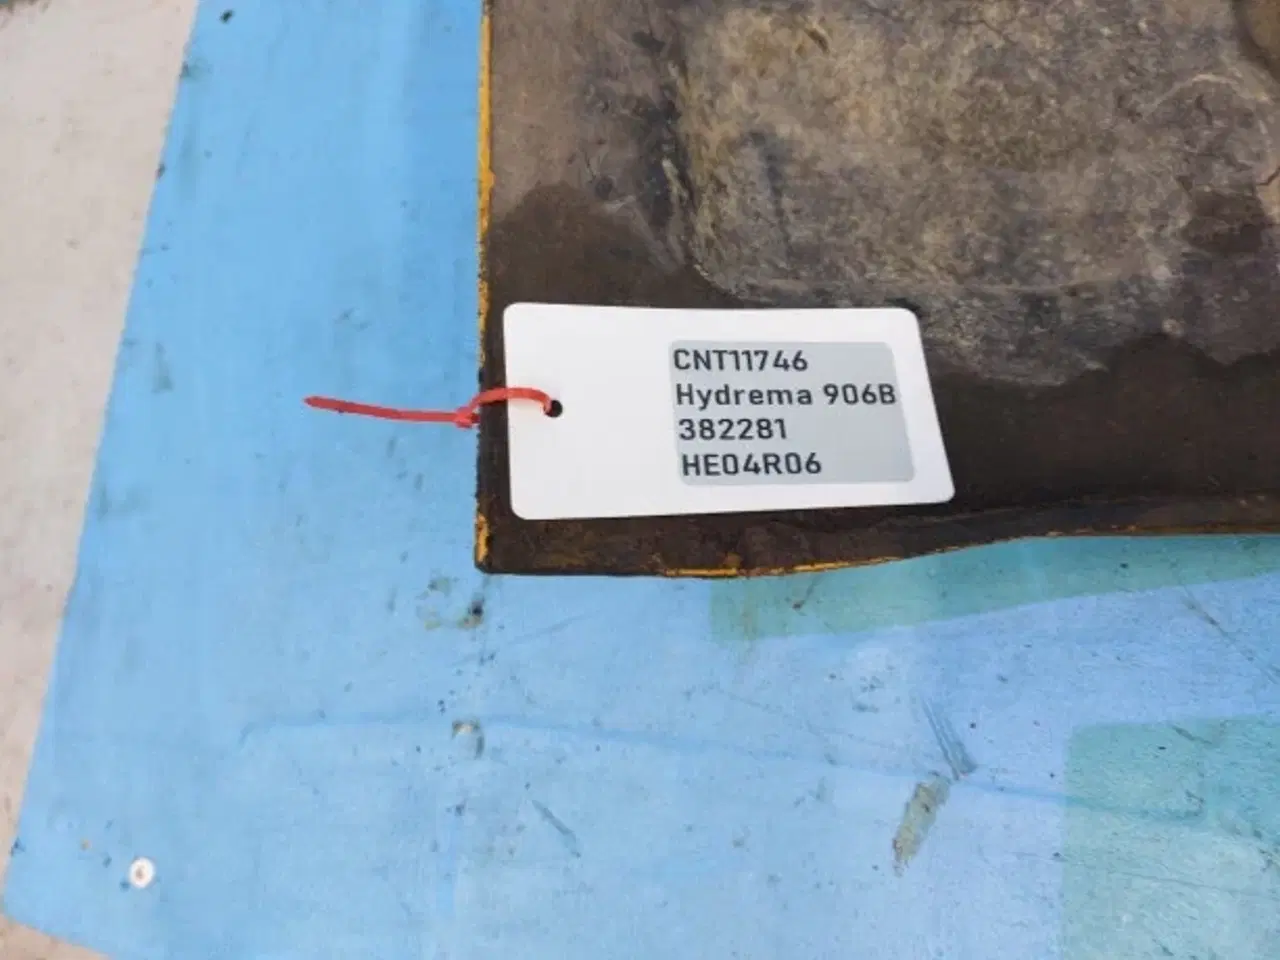 CNT11746
Hydrema 906B
382281
HE04R06